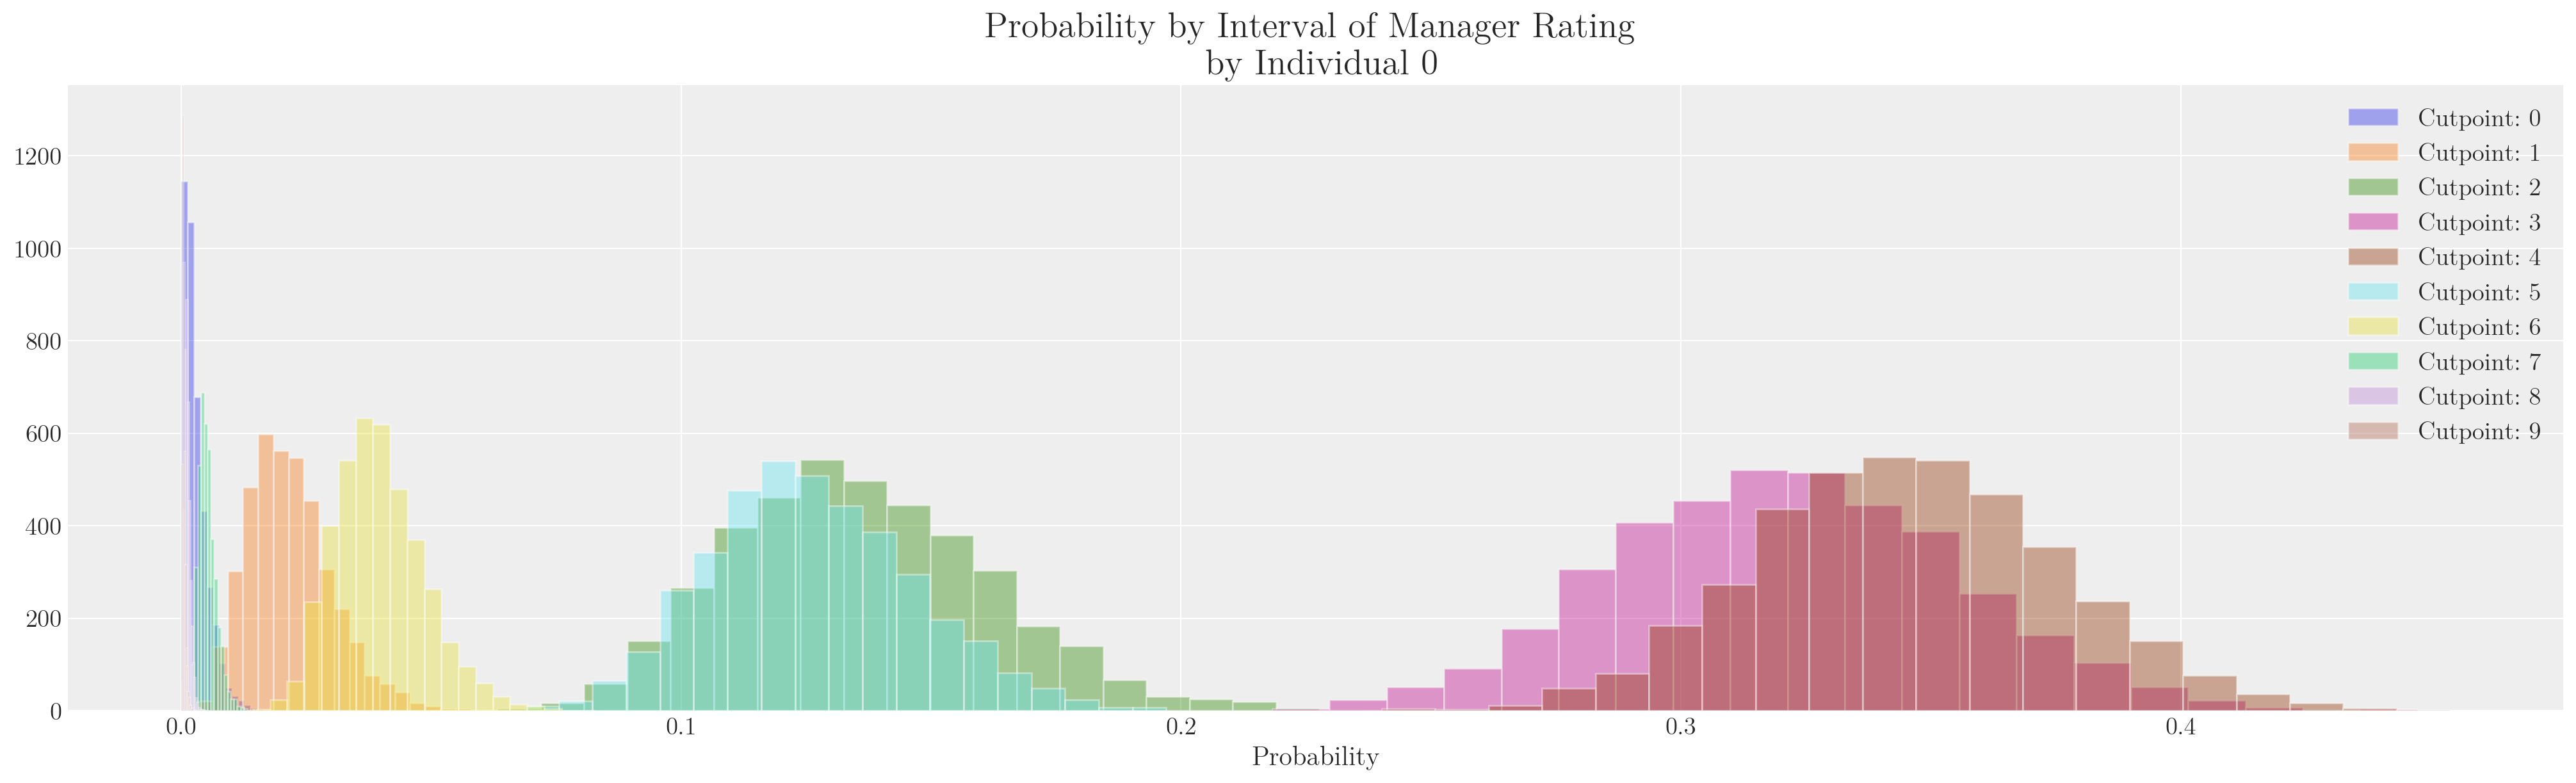 Probability by Interval of Manager Rating
by Individual 0
1200
1000
800
600
400
200
0
0.0
0.1
0.2
0.3
0.4
Probability
Cutpoint: 0
Cutpoint: 1
Cutpoint: 2
Cutpoint: 3
Cutpoint: 4
Cutpoint: 5
Cutpoint: 6
Cutpoint: 7
Cutpoint: 8
Cutpoint: 9